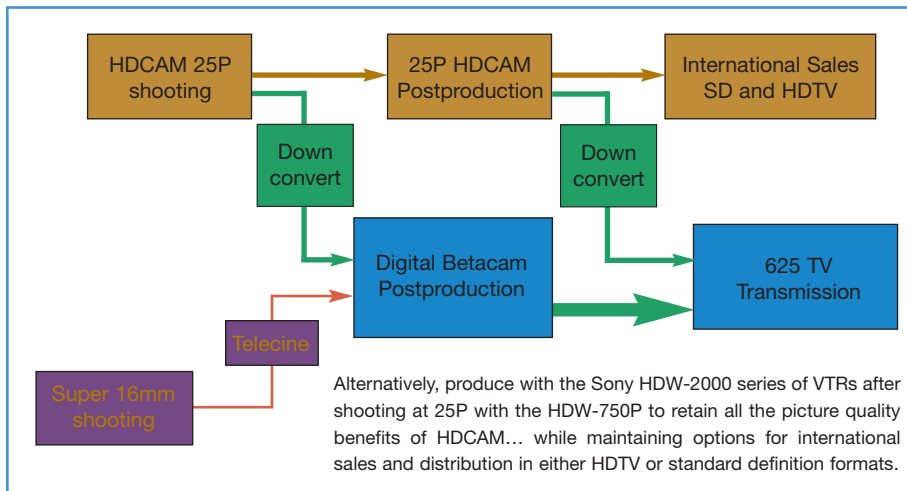 HDCAM 25P
shooting
25P HDCAM
Postproduction
International Sales
SD and HDTV
Down
convert
Down
convert
Digital Betacam
Postproduction
625 TV
Transmission
Telecine
Super 16mm
shooting
Alternatively, produce with the Sony HDW-2000 series of VTRs after
shooting at 25P with the HDW-750P to retain all the picture quality
benefits of HDCAM… while maintaining options for international
sales and distribution in either HDTV or standard definition formats.